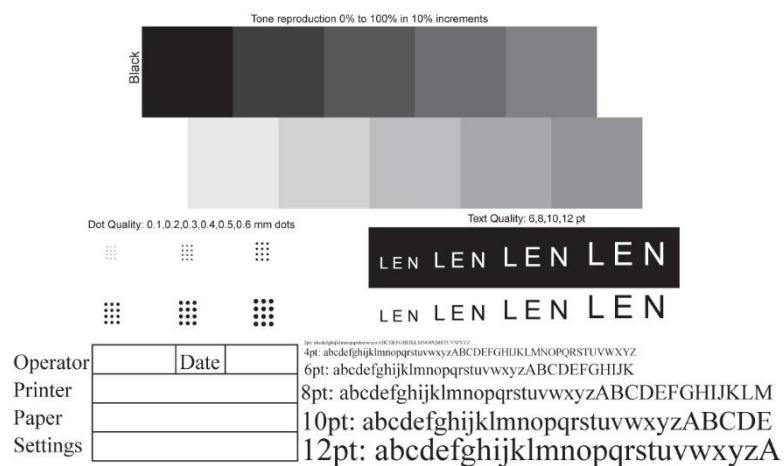 Tone reproduction 0% to 100% in 10% increments
Black
Dot Quality: 0.1,0.2,0.3,0.4,0.5,0.6 mm dots
Text Quality: 6,8,10,12 pt
LEN LEN LEN LEN
LEN LEN LEN LEN
Operator Date
Printer
Paper
Settings
2pt: abcdefghijklmnopqrstuvwxyzABCDEFGHIJKLMNOPQRSTUVWXYZ
4pt: abcdefghijklmnopqrstuvwxyzABCDEFGHIJKLMNOPQRSTUVWXYZ
6pt: abcdefghijklmnopqrstuvwxyzABCDEFGHIJK
8pt: abcdefghijklmnopqrstuvwxyzABCDEFGHIJKLM
10pt: abcdefghijklmnopqrstuvwxyzABCDE
12pt: abcdefghijklmnopqrstuvwxyzA